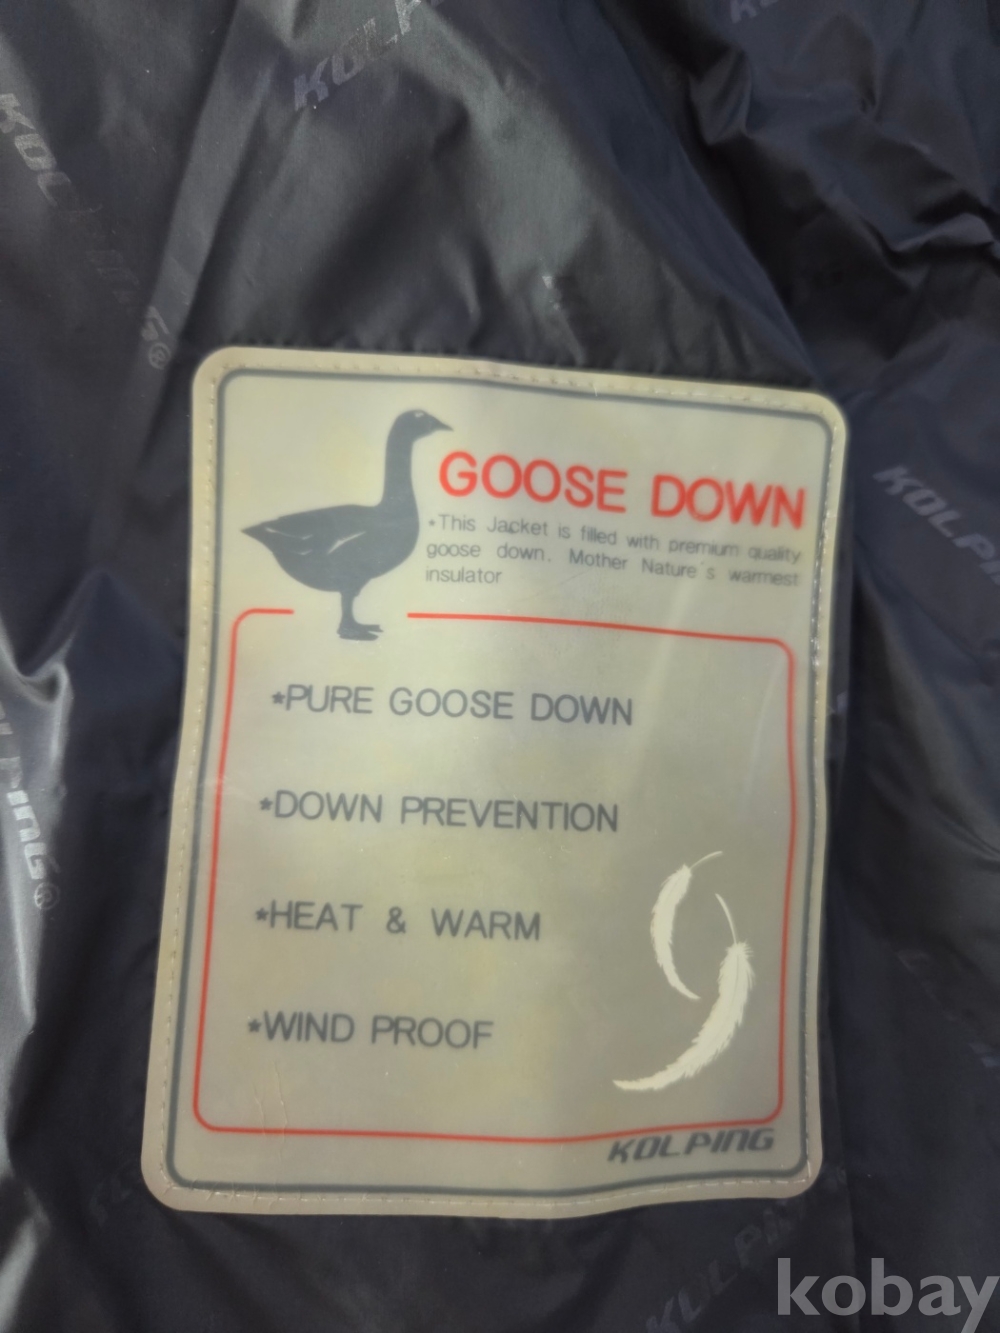 KOLPING
GOOSE DOWN
*This Jacket is filled with premium quality
goose down. Mother Nature's warmest
insulator
*PURE GOOSE DOWN
*DOWN PREVENTION
*HEAT & WARM
*WIND PROOF
KOLPING
kobay